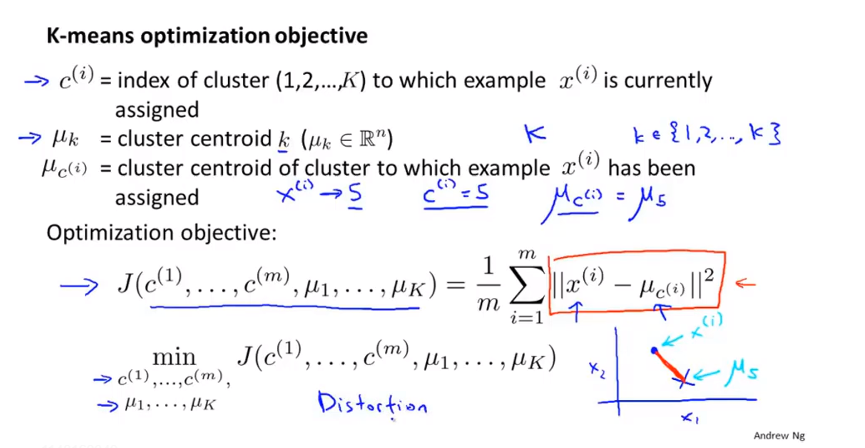 K-means optimization objective
→ c^(i) = index of cluster (1,2,…,K) to which example x^(i) is currently
assigned
→ μ_k = cluster centroid k (μ_k ∈ ℝ^n) K k ∈ {1,2,..., K}
μ_c^(i) = cluster centroid of cluster to which example x^(i) has been
assigned x^(i) → 5 c^(i) = 5 μ_c^(i) = μ_5
Optimization objective:
→ J(c^(1), …, c^(m), μ_1, …, μ_K) = 1/m ∑_{i=1}^{m} ||x^(i) − μ_c^(i)||^2 ←
min J(c^(1), …, c^(m), μ_1, …, μ_K)
→ c^(1),…,c^(m),
→ μ_1, …, μ_K
Distortion
x^(i)
x_2
μ_5
x_1
Andrew Ng